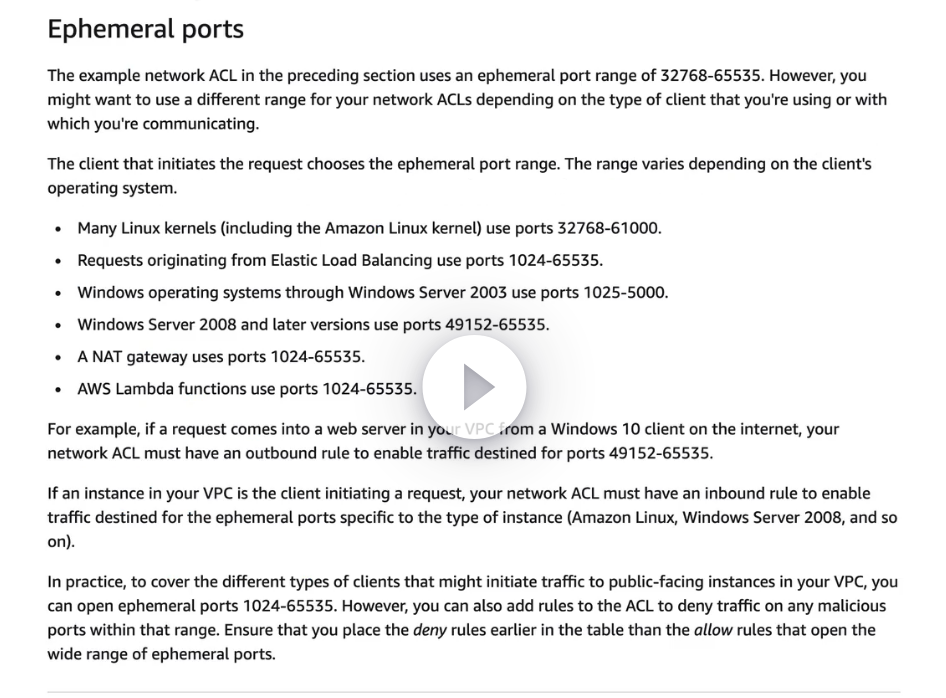 Ephemeral ports
The example network ACL in the preceding section uses an ephemeral port range of 32768-65535. However, you
might want to use a different range for your network ACLs depending on the type of client that you're using or with
which you're communicating.
The client that initiates the request chooses the ephemeral port range. The range varies depending on the client's
operating system.
• Many Linux kernels (including the Amazon Linux kernel) use ports 32768-61000.
• Requests originating from Elastic Load Balancing use ports 1024-65535.
• Windows operating systems through Windows Server 2003 use ports 1025-5000.
• Windows Server 2008 and later versions use ports 49152-65535.
• A NAT gateway uses ports 1024-65535.
• AWS Lambda functions use ports 1024-65535.
For example, if a request comes into a web server in your VPC from a Windows 10 client on the internet, your
network ACL must have an outbound rule to enable traffic destined for ports 49152-65535.
If an instance in your VPC is the client initiating a request, your network ACL must have an inbound rule to enable
traffic destined for the ephemeral ports specific to the type of instance (Amazon Linux, Windows Server 2008, and so
on).
In practice, to cover the different types of clients that might initiate traffic to public-facing instances in your VPC, you
can open ephemeral ports 1024-65535. However, you can also add rules to the ACL to deny traffic on any malicious
ports within that range. Ensure that you place the deny rules earlier in the table than the allow rules that open the
wide range of ephemeral ports.